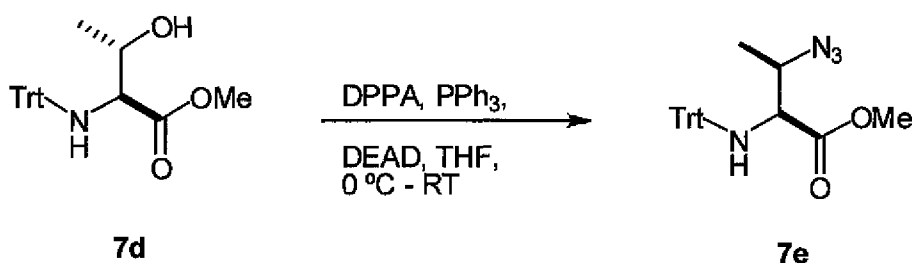 OH
N₃
Trt
N
H
OMe
O
DPPA, PPh₃,
DEAD, THF,
0 ºC - RT
Trt
N
H
OMe
O
7d
7e